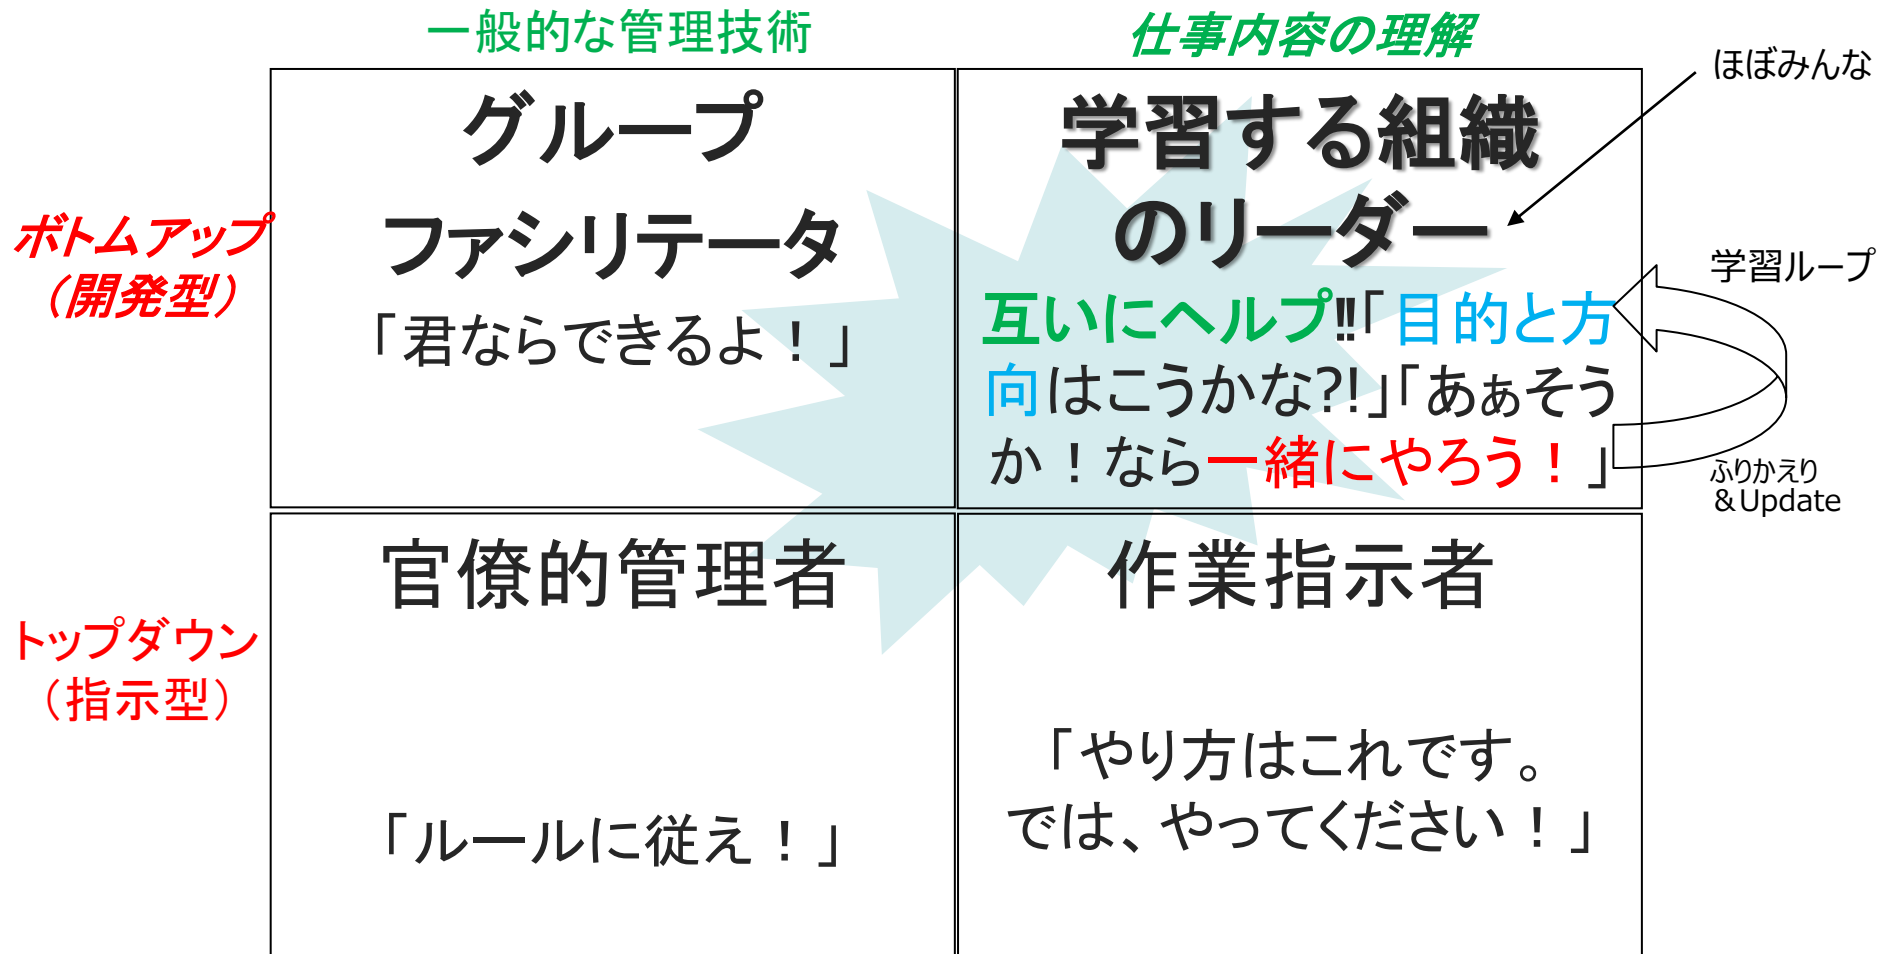 一般的な管理技術
仕事内容の理解
ほぼみんな
ボトムアップ
（開発型）
グループ
ファシリテータ
「君ならできるよ！」
学習する組織
のリーダー
互いにヘルプ‼「目的と方
向はこうかな?!」「あぁそう
か！なら一緒にやろう！」
学習ループ
ふりかえり
＆Update
トップダウン
（指示型）
官僚的管理者
「ルールに従え！」
作業指示者
「やり方はこれです。
では、やってください！」